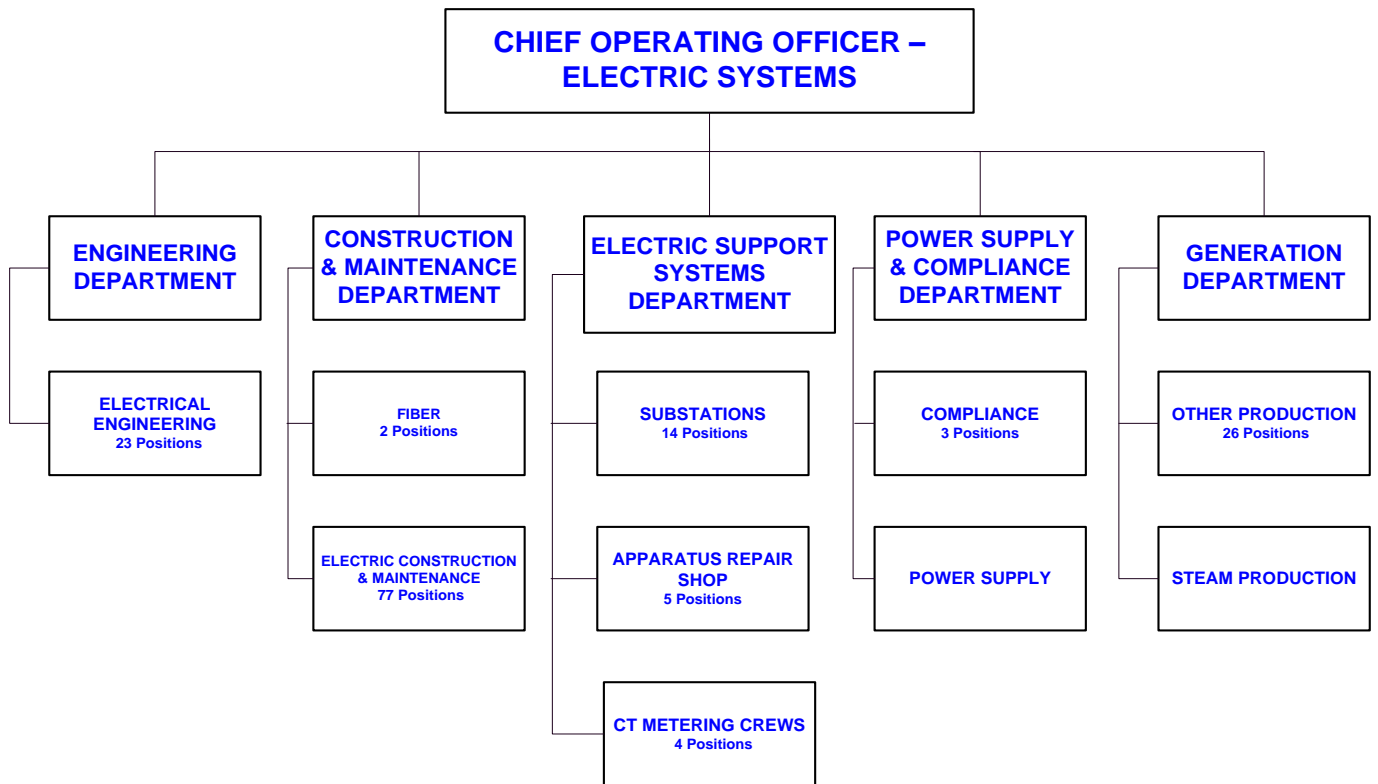 CHIEF OPERATING OFFICER –
ELECTRIC SYSTEMS
ENGINEERING
DEPARTMENT
CONSTRUCTION
& MAINTENANCE
DEPARTMENT
ELECTRIC SUPPORT
SYSTEMS
DEPARTMENT
POWER SUPPLY
& COMPLIANCE
DEPARTMENT
GENERATION
DEPARTMENT
ELECTRICAL
ENGINEERING
23 Positions
FIBER
2 Positions
SUBSTATIONS
14 Positions
COMPLIANCE
3 Positions
OTHER PRODUCTION
26 Positions
ELECTRIC CONSTRUCTION
& MAINTENANCE
77 Positions
APPARATUS REPAIR
SHOP
5 Positions
POWER SUPPLY
STEAM PRODUCTION
CT METERING CREWS
4 Positions